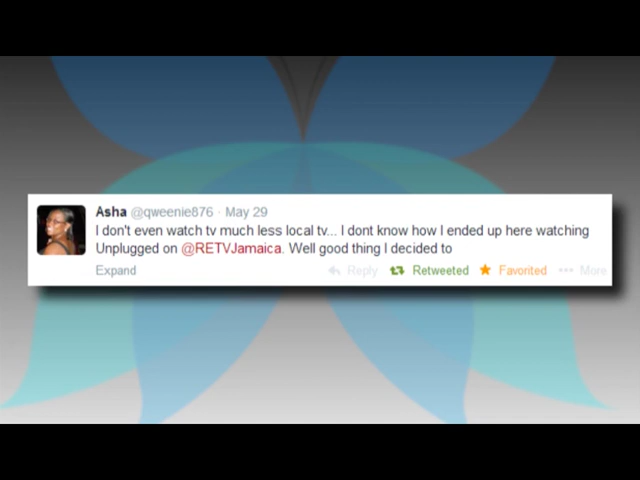 Asha @qweenie876 · May 29
I don't even watch tv much less local tv... I dont know how I ended up here watching
Unplugged on @RETVJamaica. Well good thing I decided to
Expand Reply Retweeted Favorited More